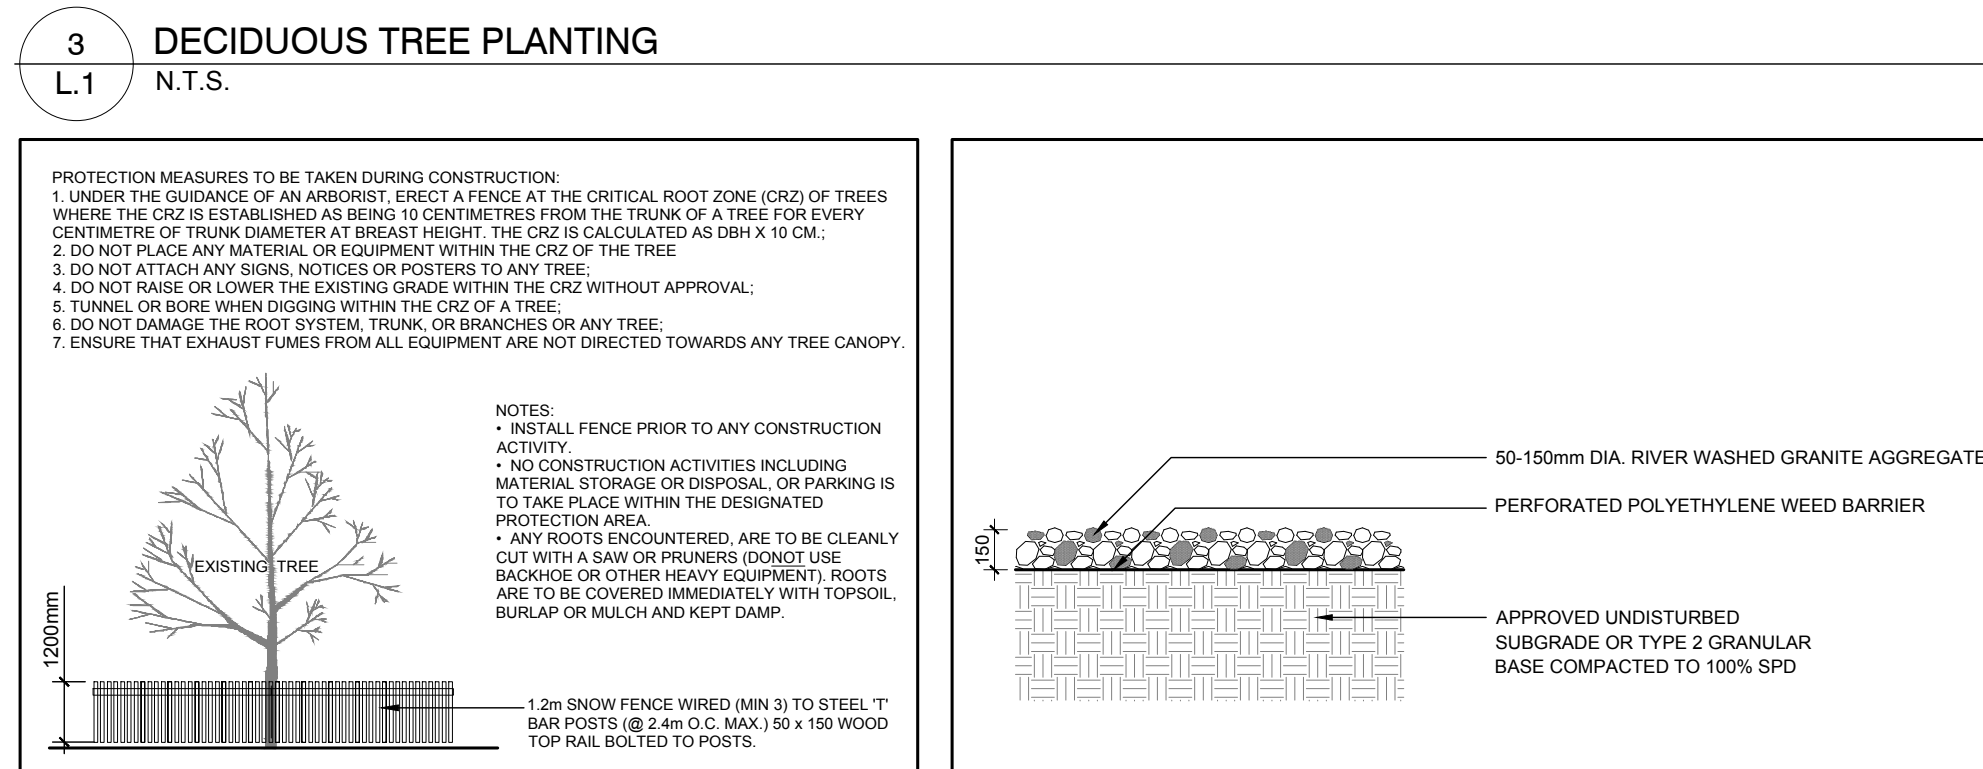 3
L.1
DECIDUOUS TREE PLANTING
N.T.S.
PROTECTION MEASURES TO BE TAKEN DURING CONSTRUCTION:
1. UNDER THE GUIDANCE OF AN ARBORIST, ERECT A FENCE AT THE CRITICAL ROOT ZONE (CRZ) OF TREES
WHERE THE CRZ IS ESTABLISHED AS BEING 10 CENTIMETRES FROM THE TRUNK OF A TREE FOR EVERY
CENTIMETRE OF TRUNK DIAMETER AT BREAST HEIGHT. THE CRZ IS CALCULATED AS DBH X 10 CM.;
2. DO NOT PLACE ANY MATERIAL OR EQUIPMENT WITHIN THE CRZ OF THE TREE
3. DO NOT ATTACH ANY SIGNS, NOTICES OR POSTERS TO ANY TREE;
4. DO NOT RAISE OR LOWER THE EXISTING GRADE WITHIN THE CRZ WITHOUT APPROVAL;
5. TUNNEL OR BORE WHEN DIGGING WITHIN THE CRZ OF A TREE;
6. DO NOT DAMAGE THE ROOT SYSTEM, TRUNK, OR BRANCHES OR ANY TREE;
7. ENSURE THAT EXHAUST FUMES FROM ALL EQUIPMENT ARE NOT DIRECTED TOWARDS ANY TREE CANOPY.
NOTES:
• INSTALL FENCE PRIOR TO ANY CONSTRUCTION
ACTIVITY.
• NO CONSTRUCTION ACTIVITIES INCLUDING
MATERIAL STORAGE OR DISPOSAL, OR PARKING IS
TO TAKE PLACE WITHIN THE DESIGNATED
PROTECTION AREA.
• ANY ROOTS ENCOUNTERED, ARE TO BE CLEANLY
CUT WITH A SAW OR PRUNERS (DONOT USE
BACKHOE OR OTHER HEAVY EQUIPMENT). ROOTS
ARE TO BE COVERED IMMEDIATELY WITH TOPSOIL,
BURLAP OR MULCH AND KEPT DAMP.
EXISTING TREE
1200mm
1.2m SNOW FENCE WIRED (MIN 3) TO STEEL 'T'
BAR POSTS (@ 2.4m O.C. MAX.) 50 x 150 WOOD
TOP RAIL BOLTED TO POSTS.
50-150mm DIA. RIVER WASHED GRANITE AGGREGATE
PERFORATED POLYETHYLENE WEED BARRIER
150
APPROVED UNDISTURBED
SUBGRADE OR TYPE 2 GRANULAR
BASE COMPACTED TO 100% SPD